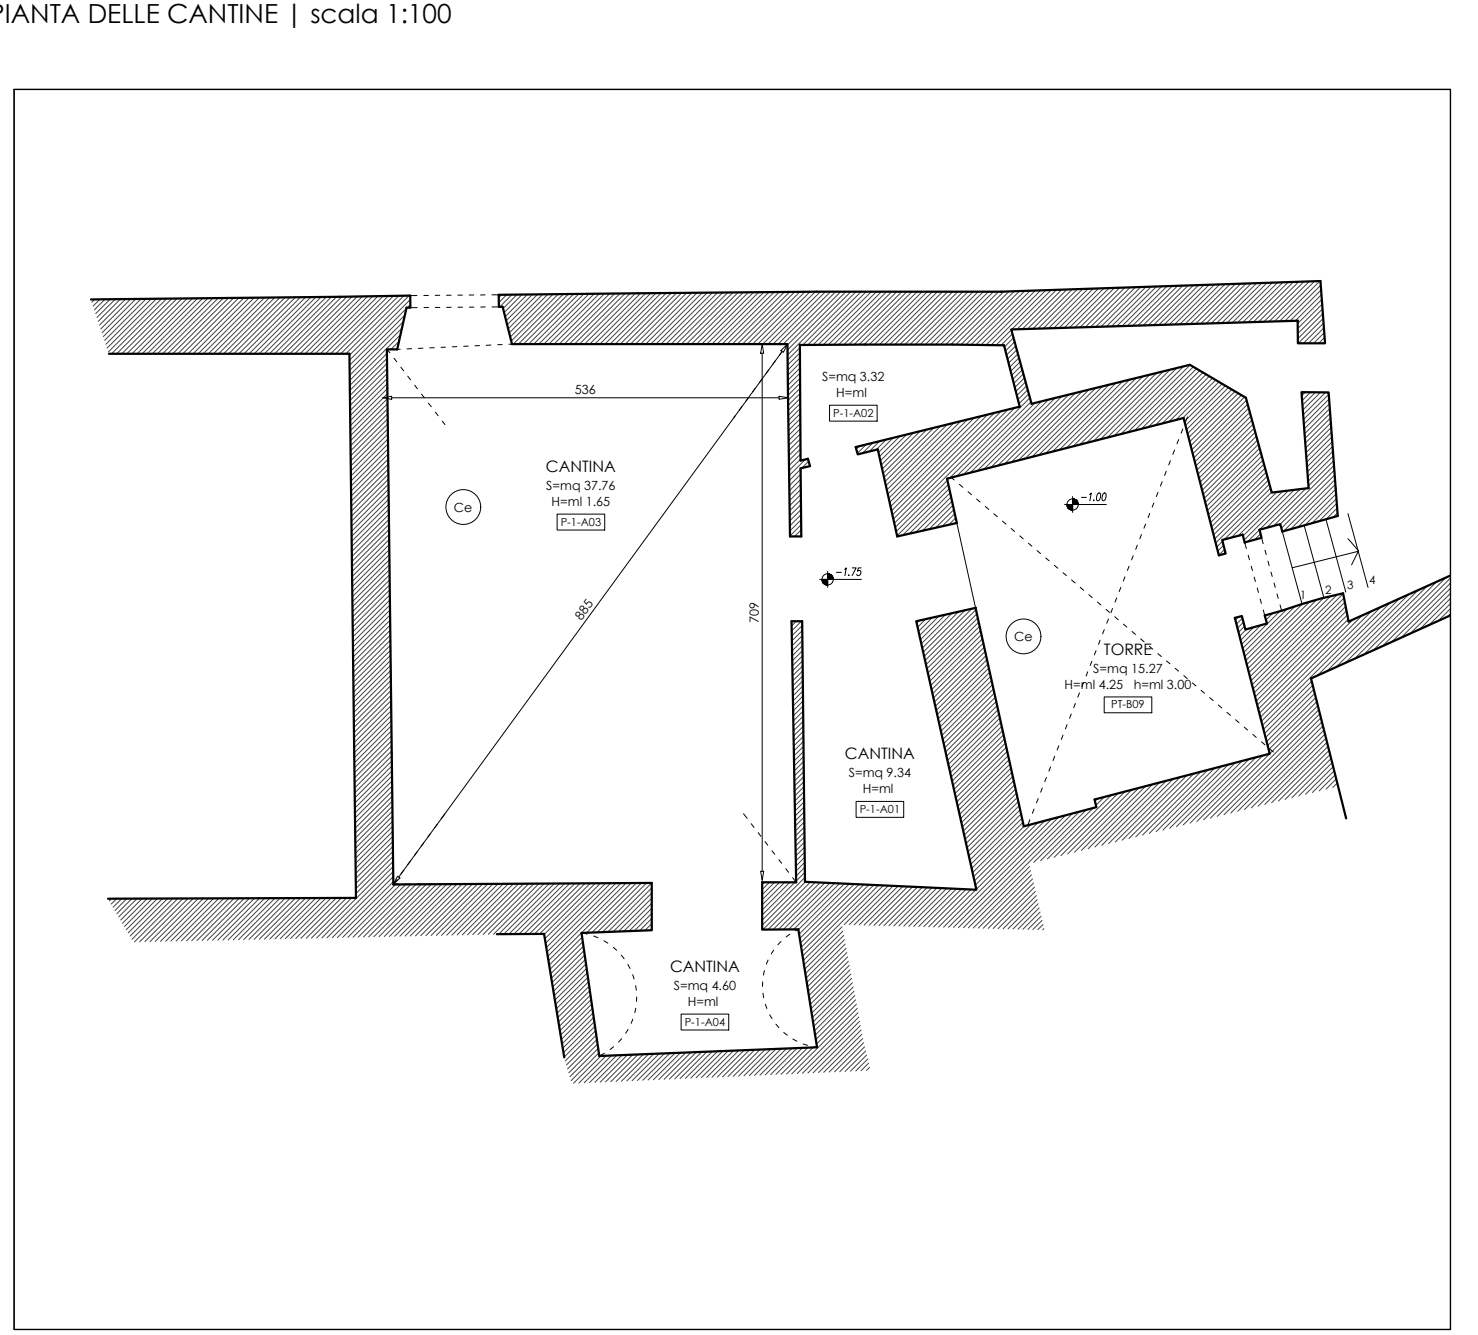 PIANTA DELLE CANTINE | scala 1:100
S=mq 3.32
H=ml
P-1-A02
536
CANTINA
S=mq 37.76
H=ml 1.65
P-1-A03
Ce
-1.00
-1.75
885
709
1 2 3 4
Ce
TORRE
S=mq 15.27
H=ml 4.25 h=ml 3.00
PT-B09
CANTINA
S=mq 9.34
H=ml
P-1-A01
CANTINA
S=mq 4.60
H=ml
P-1-A04